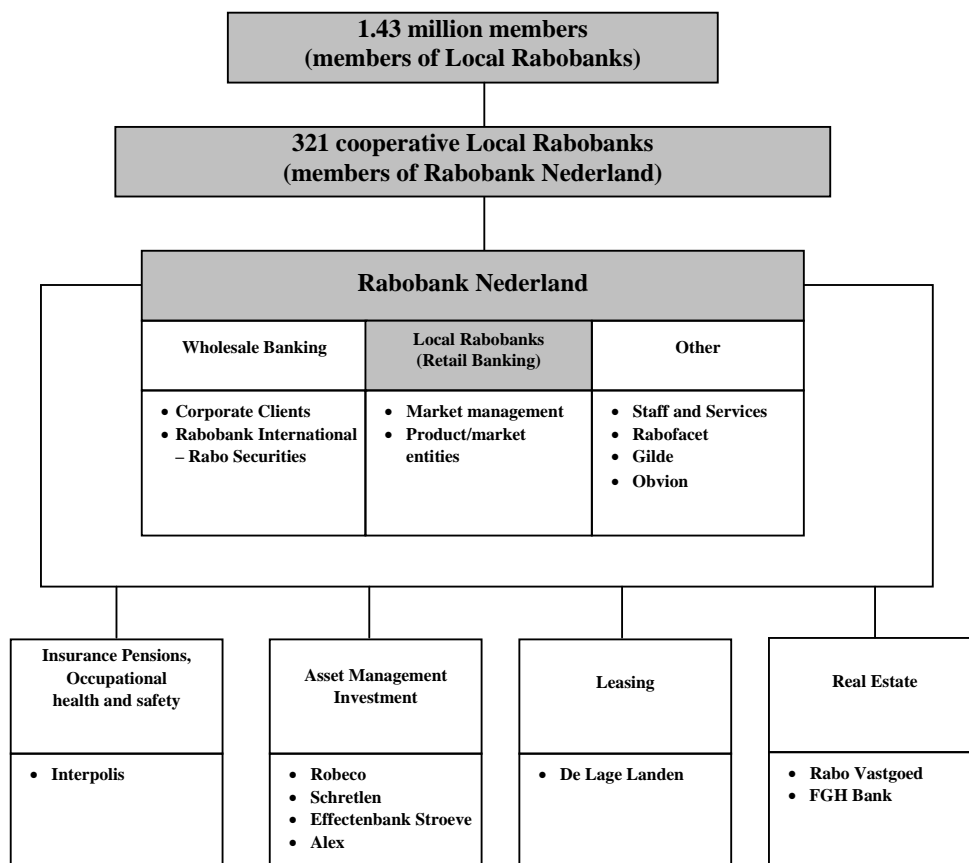 1.43 million members
(members of Local Rabobanks)
321 cooperative Local Rabobanks
(members of Rabobank Nederland)
Rabobank Nederland
Wholesale Banking
Local Rabobanks
(Retail Banking)
Other
• Corporate Clients
• Rabobank International
– Rabo Securities
• Market management
• Product/market
entities
• Staff and Services
• Rabofacet
• Gilde
• Obvion
Insurance Pensions,
Occupational
health and safety
Asset Management
Investment
Leasing
Real Estate
• Interpolis
• Robeco
• Schretlen
• Effectenbank Stroeve
• Alex
• De Lage Landen
• Rabo Vastgoed
• FGH Bank